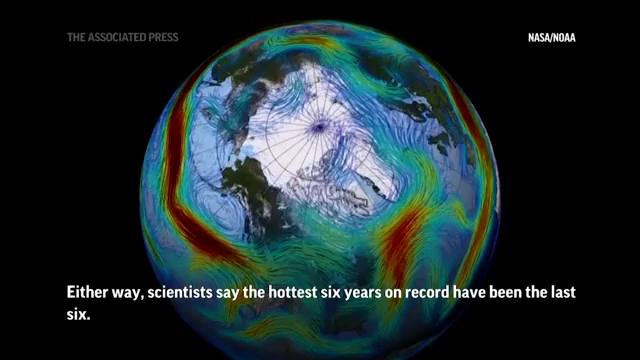 THE ASSOCIATED PRESS
NASA/NOAA
Either way, scientists say the hottest six years on record have been the last
six.